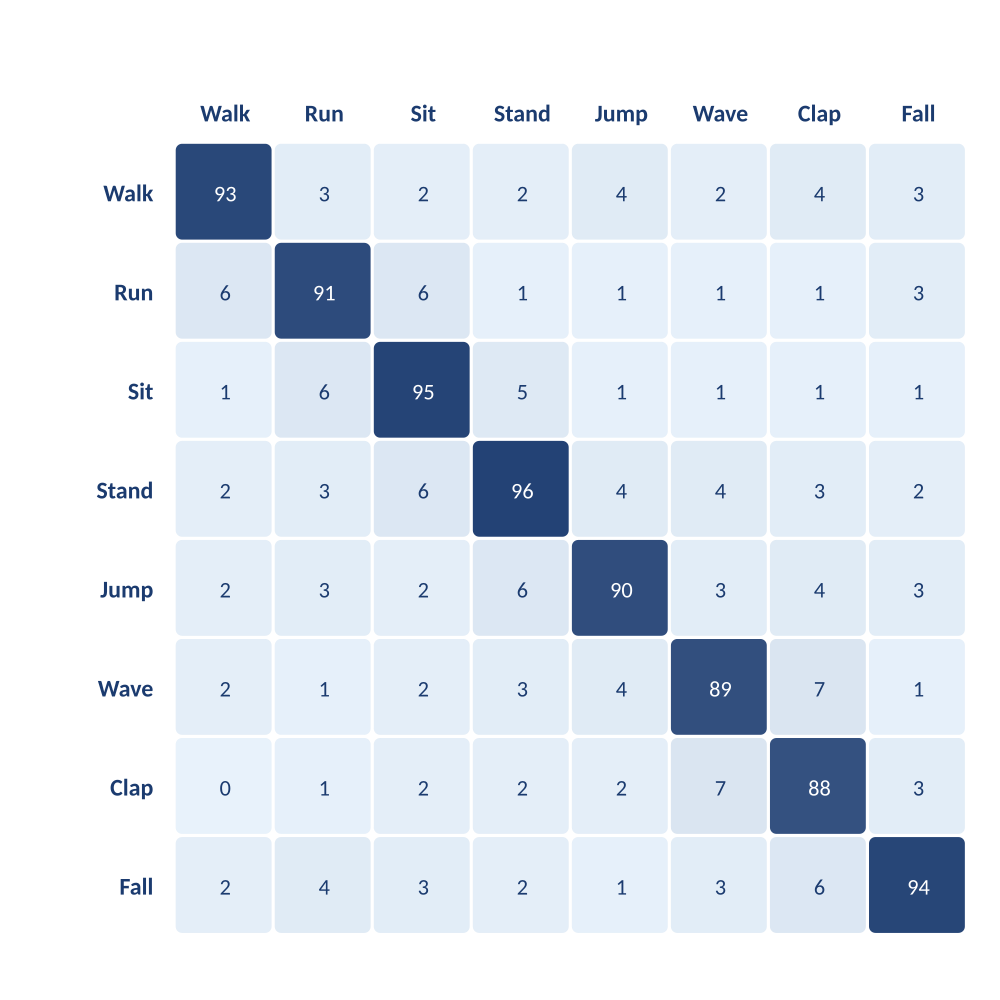 Walk Run Sit Stand Jump Wave Clap Fall
Walk 93 3 2 2 4 2 4 3
Run 6 91 6 1 1 1 1 3
Sit 1 6 95 5 1 1 1 1
Stand 2 3 6 96 4 4 3 2
Jump 2 3 2 6 90 3 4 3
Wave 2 1 2 3 4 89 7 1
Clap 0 1 2 2 2 7 88 3
Fall 2 4 3 2 1 3 6 94